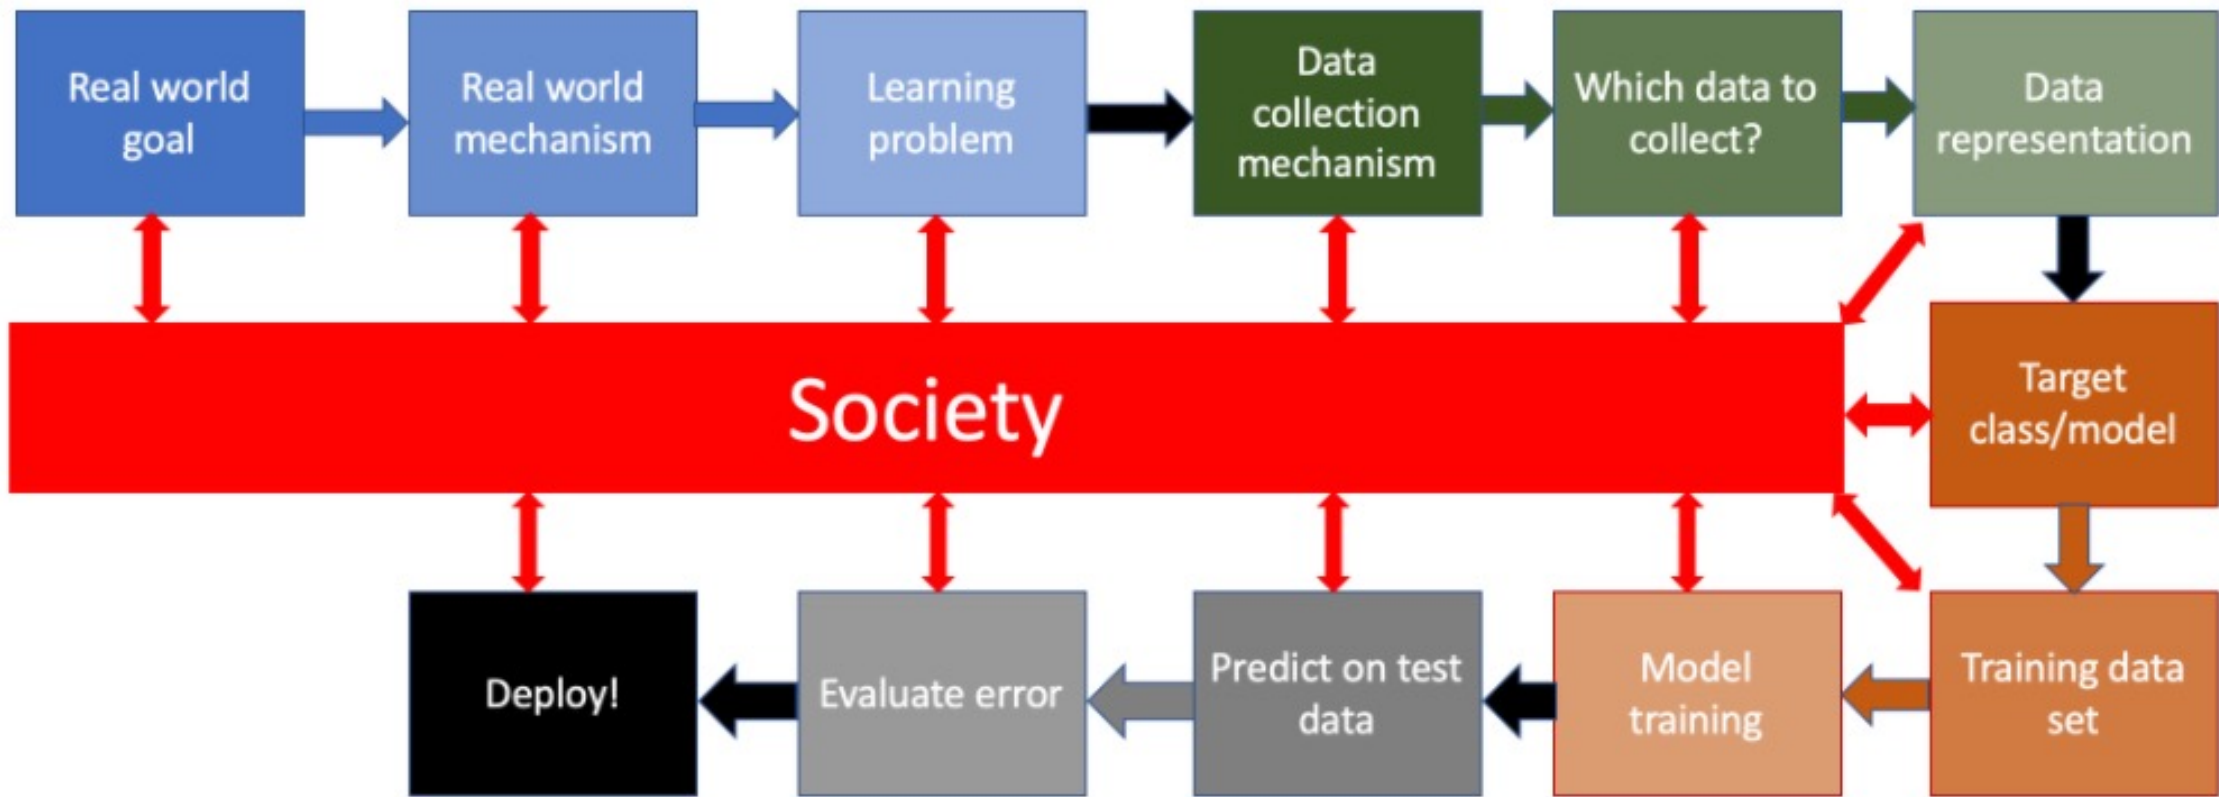 Real world
goal
Real world
mechanism
Learning
problem
Data
collection
mechanism
Which data to
collect?
Data
representation
Society
Target
class/model
Deploy!
Evaluate error
Predict on test
data
Model
training
Training data
set